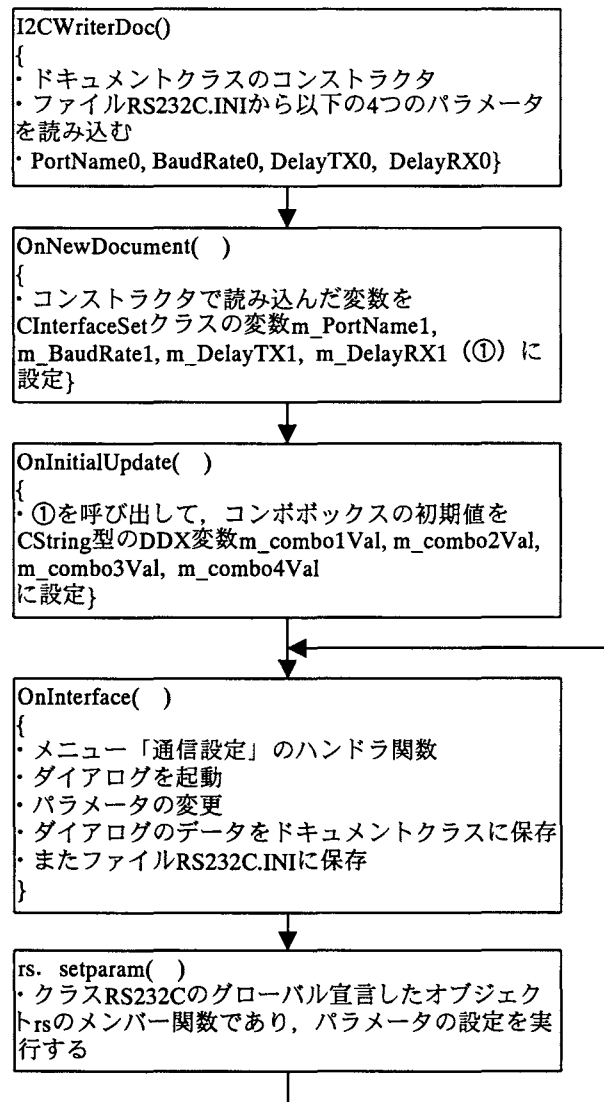 I2CWriterDoc()
{
・ドキュメントクラスのコンストラクタ
・ファイルRS232C.INIから以下の4つのパラメータ
を読み込む
・PortName0, BaudRate0, DelayTX0, DelayRX0}
OnNewDocument( )
{
・コンストラクタで読み込んだ変数を
CInterfaceSetクラスの変数m_PortName1,
m_BaudRate1, m_DelayTX1, m_DelayRX1（①）に
設定}
OnInitialUpdate( )
{
・①を呼び出して，コンボボックスの初期値を
CString型のDDX変数m_combo1Val, m_combo2Val,
m_combo3Val, m_combo4Val
に設定}
OnInterface( )
{
・メニュー「通信設定」のハンドラ関数
・ダイアログを起動
・パラメータの変更
・ダイアログのデータをドキュメントクラスに保存
・またファイルRS232C.INIに保存
}
rs. setparam( )
・クラスRS232Cのグローバル宣言したオブジェク
トrsのメンバー関数であり，パラメータの設定を実
行する